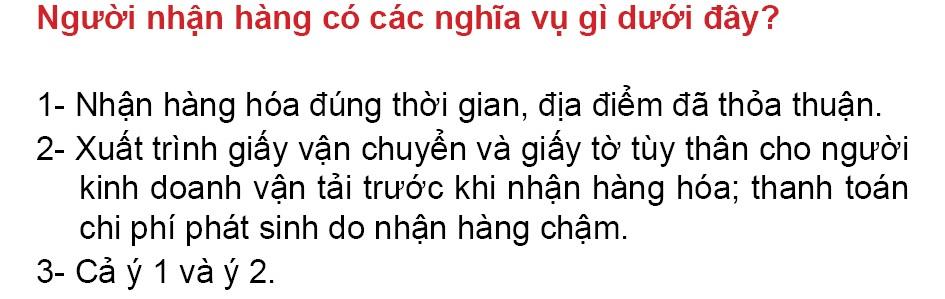 Người nhận hàng có các nghĩa vụ gì dưới đây?
1- Nhận hàng hóa đúng thời gian, địa điểm đã thỏa thuận.
2- Xuất trình giấy vận chuyển và giấy tờ tùy thân cho người
kinh doanh vận tải trước khi nhận hàng hóa; thanh toán
chi phí phát sinh do nhận hàng chậm.
3- Cả ý 1 và ý 2.